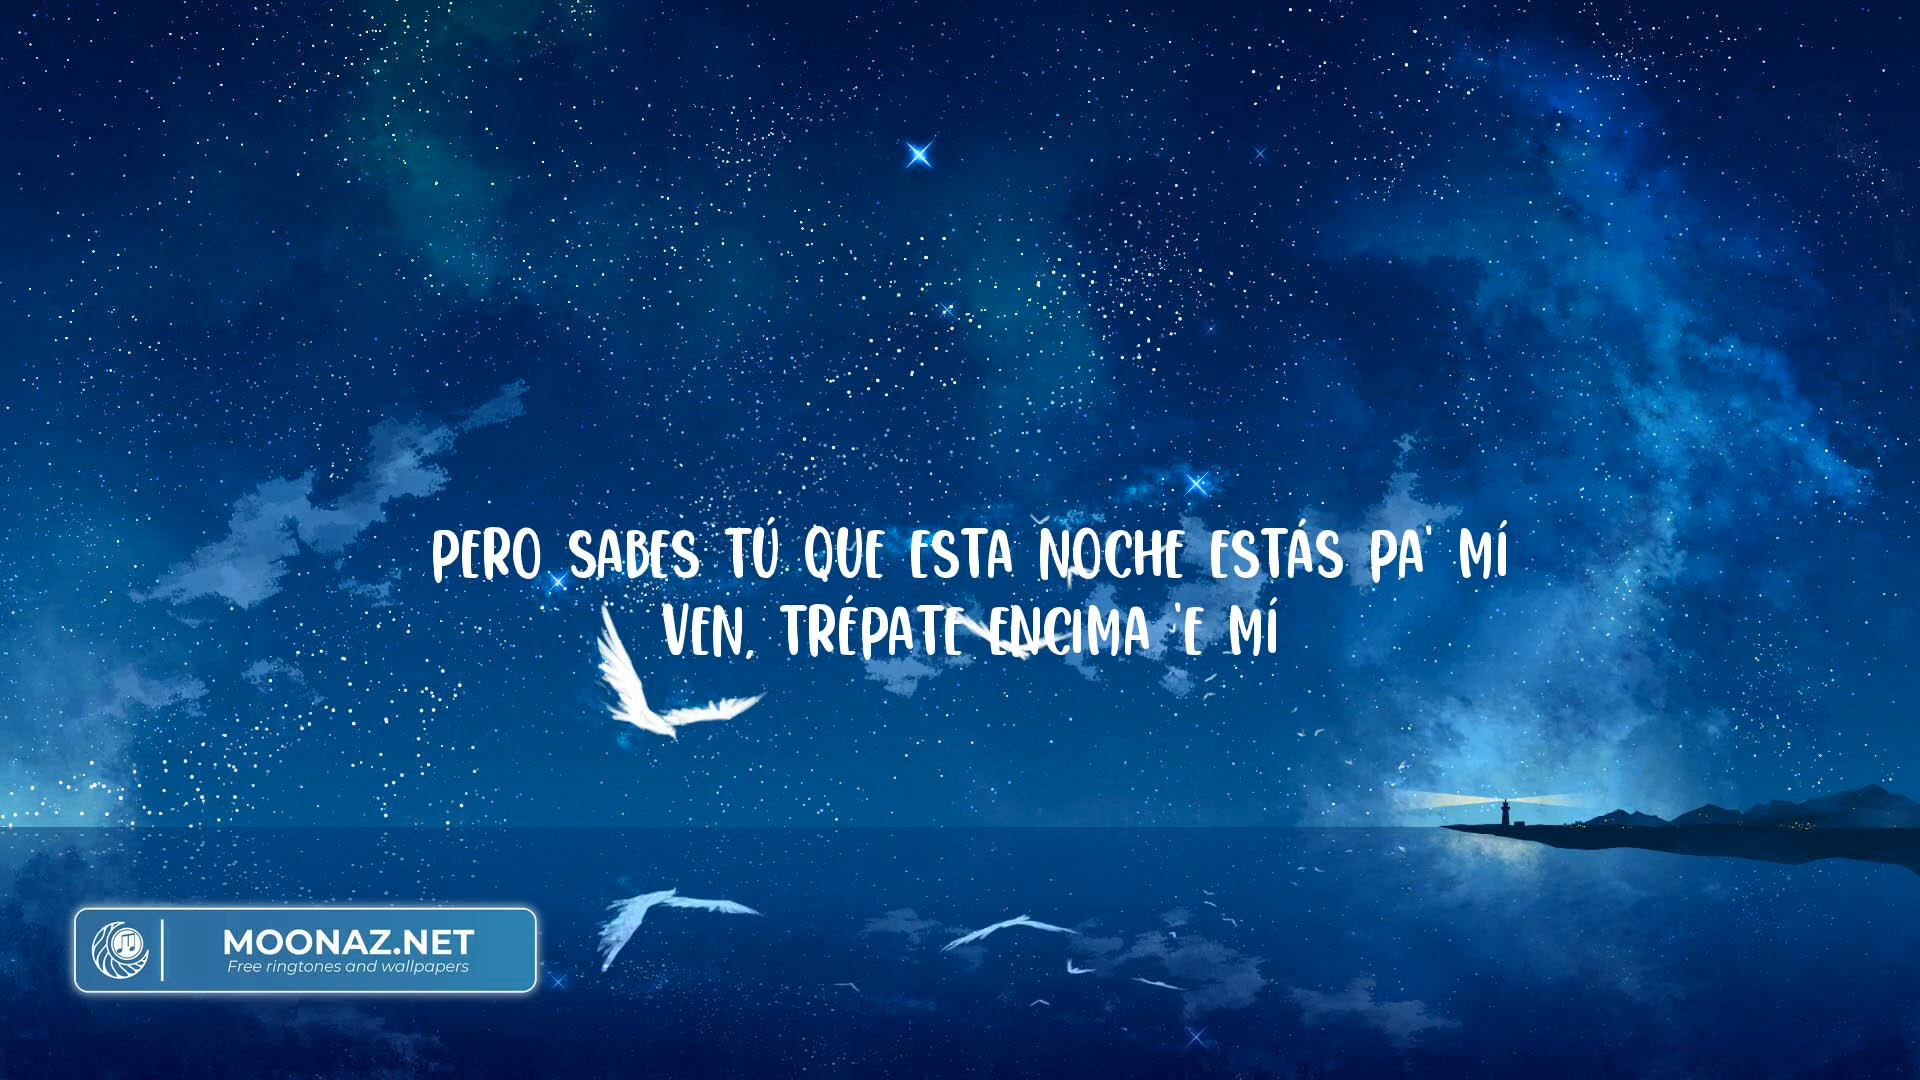 PERO SABES TÚ QUE ESTA NOCHE ESTÁS PA' MÍ
VEN, TRÉPATE ENCIMA 'E MÍ
MOONAZ.NET
Free ringtones and wallpapers